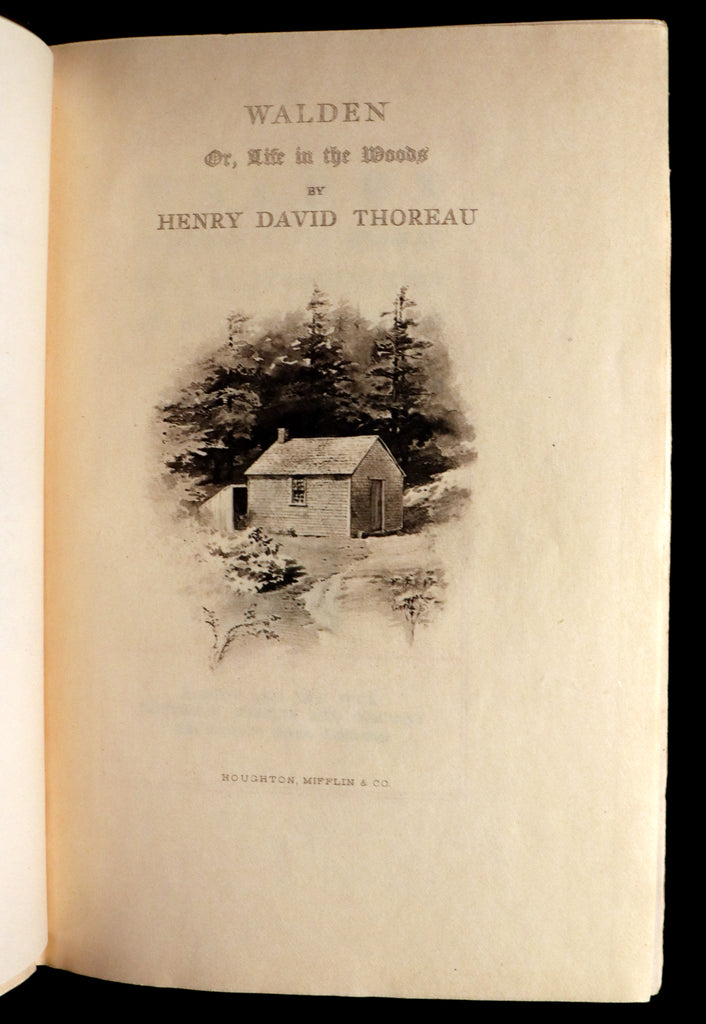 WALDEN
Or, Life in the Woods
BY
HENRY DAVID THOREAU
HOUGHTON, MIFFLIN & CO.